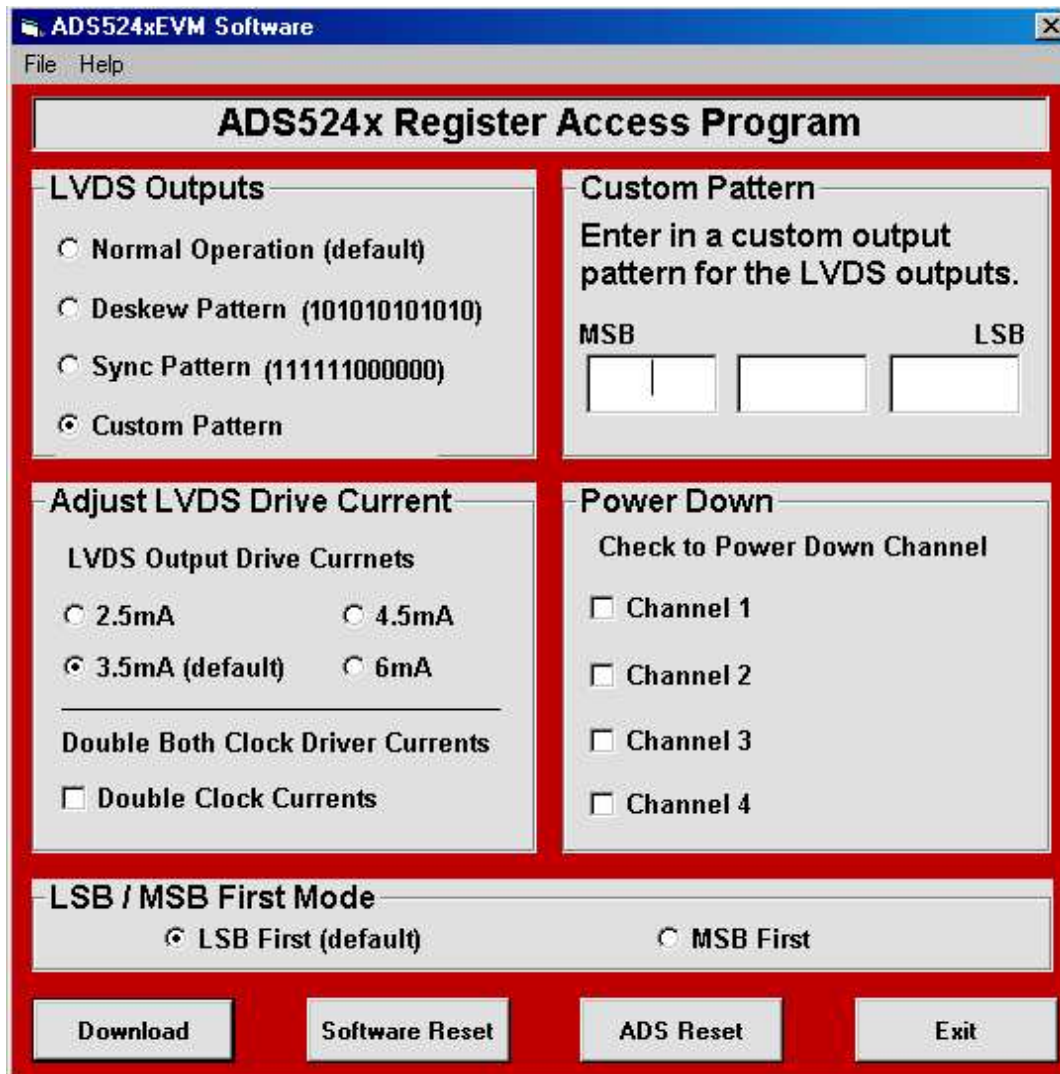 ADS524xEVM Software
File Help
ADS524x Register Access Program
LVDS Outputs
Normal Operation (default)
Deskew Pattern (101010101010)
Sync Pattern (111111000000)
Custom Pattern
Custom Pattern
Enter in a custom output
pattern for the LVDS outputs.
MSB LSB
Adjust LVDS Drive Current
LVDS Output Drive Currnets
2.5mA 4.5mA
3.5mA (default) 6mA
Double Both Clock Driver Currents
Double Clock Currents
Power Down
Check to Power Down Channel
Channel 1
Channel 2
Channel 3
Channel 4
LSB / MSB First Mode
LSB First (default) MSB First
Download Software Reset ADS Reset Exit